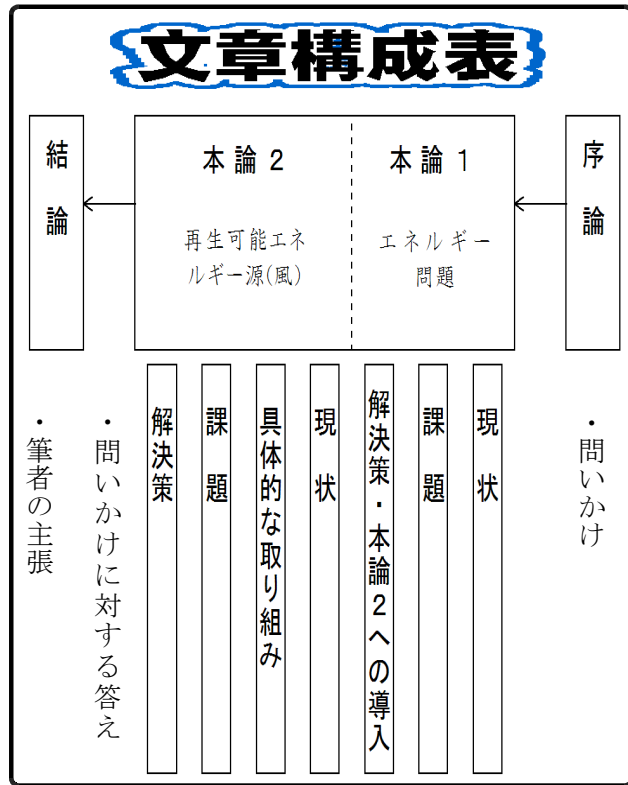 文章構成表
序論
・問いかけ
本論1
エネルギー
問題
現状
課題
解決策・本論2への導入
本論2
再生可能エネ
ルギー源(風)
現状
具体的な取り組み
課題
解決策
結論
・問いかけに対する答え
・筆者の主張